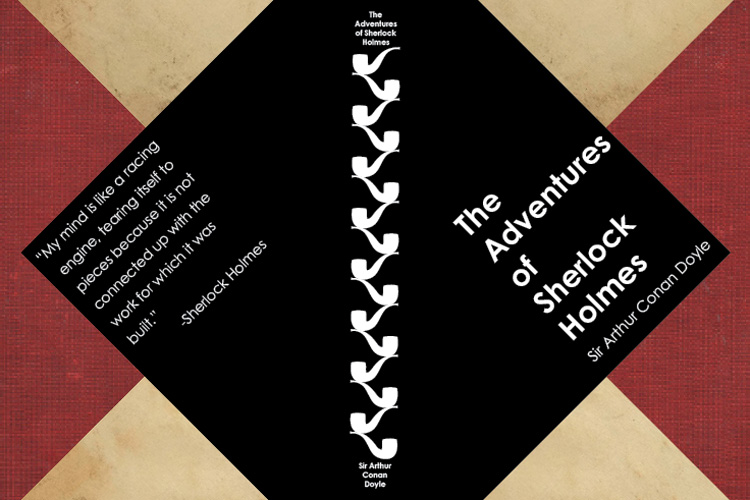 “My mind is like a racing
engine, tearing itself to
pieces because it is not
connected up with the
work for which it was
built.”
-Sherlock Holmes
The
Adventures
of Sherlock
Holmes
Sir Arthur
Conan
Doyle
The
Adventures
of
Sherlock
Holmes
Sir Arthur Conan Doyle